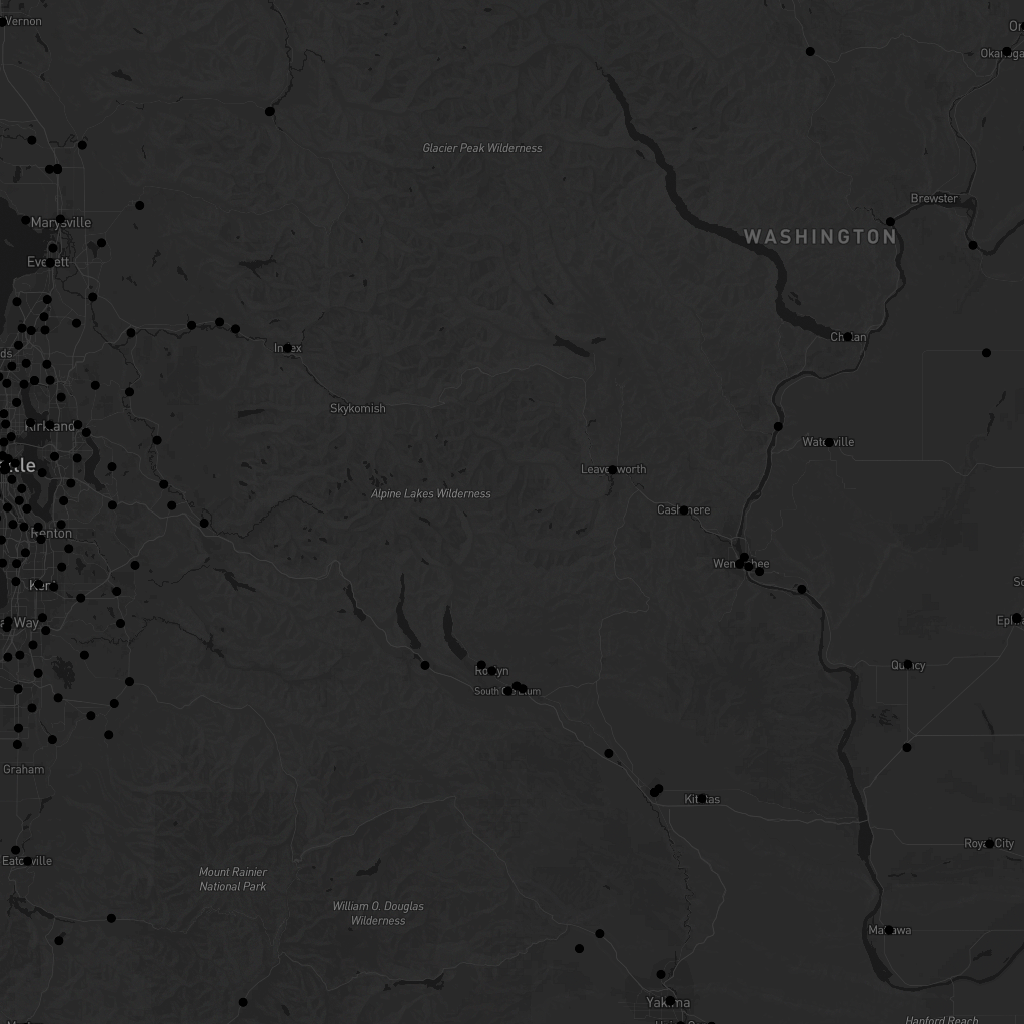 Vernon
Glacier Peak Wilderness
Brewster
Marysville
WASHINGTON
Everett
Chelan
Index
Skykomish
Kirkland
Waterville
Leavenworth
Alpine Lakes Wilderness
Cashmere
Renton
Wenatchee
Kent
Way
Quincy
Roslyn
South Cle Elum
Graham
Kittitas
Royal City
Eatonville
Mount Rainier
National Park
William O. Douglas
Wilderness
Mattawa
Yakima
Hanford Reach